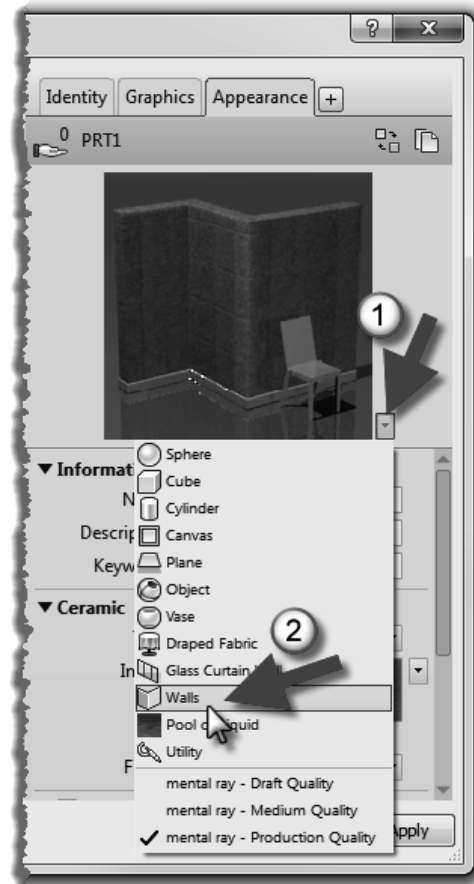 ?
X
Identity Graphics Appearance +
0 PRT1
1
Sphere
▼ Informat
Cube
N
Cylinder
Descrip
Canvas
Keyw
Plane
Object
▼ Ceramic
Vase
Draped Fabric
2
In
Glass Curtain
Walls
Pool
Utility
F
mental ray - Draft Quality
mental ray - Medium Quality
✓ mental ray - Production Quality
Apply